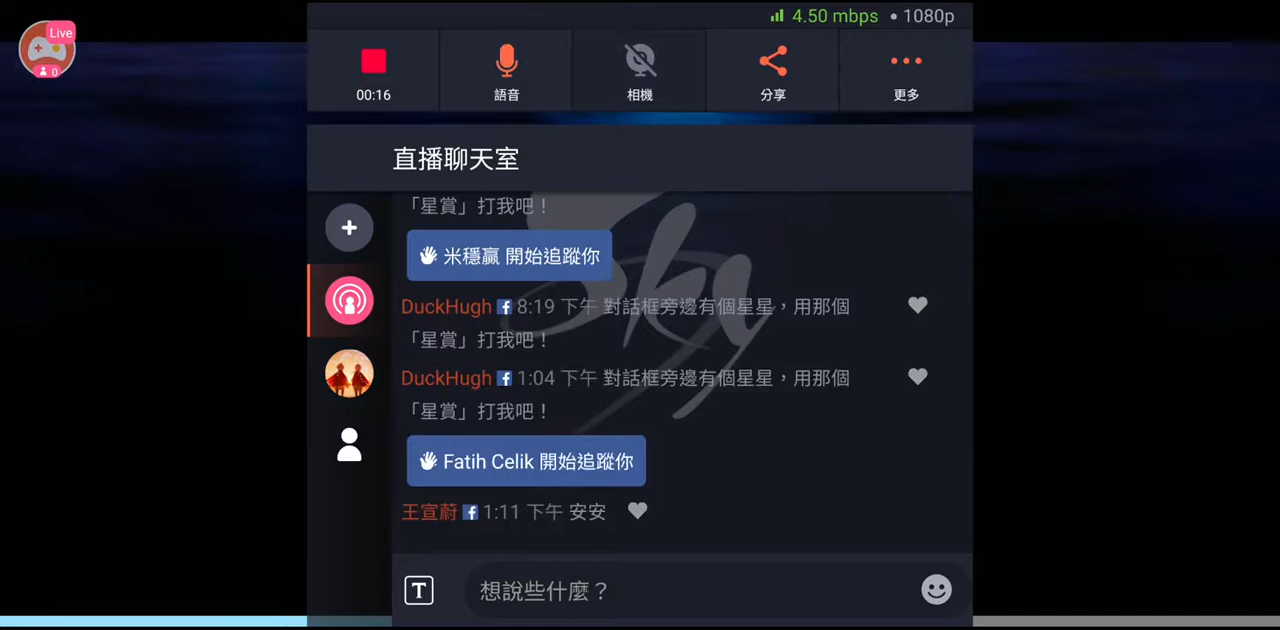 4.50 mbps • 1080p
Live
0
00:16
語音
相機
分享
更多
直播聊天室
「星賞」打我吧！
米穩贏 開始追蹤你
DuckHugh 8:19 下午 對話框旁邊有個星星，用那個
「星賞」打我吧！
DuckHugh 1:04 下午 對話框旁邊有個星星，用那個
「星賞」打我吧！
Fatih Celik 開始追蹤你
王宣蔚 1:11 下午 安安
T 想說些什麼？
Sky